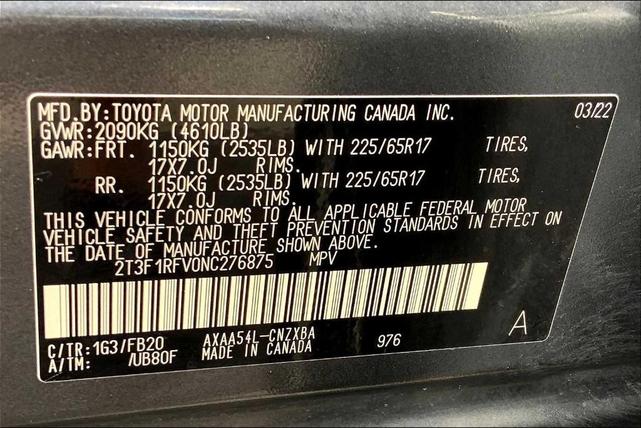 MFD.BY:TOYOTA MOTOR MANUFACTURING CANADA INC. 03/22
GVWR:2090KG (4610LB)
GAWR:FRT. 1150KG (2535LB) WITH 225/65R17 TIRES,
17X7.0J RIMS.
RR. 1150KG (2535LB) WITH 225/65R17 TIRES,
17X7.0J RIMS.
THIS VEHICLE CONFORMS TO ALL APPLICABLE FEDERAL MOTOR
VEHICLE SAFETY AND THEFT PREVENTION STANDARDS IN EFFECT ON
THE DATE OF MANUFACTURE SHOWN ABOVE.
2T3F1RFV0NC276875 MPV
C/TR:1G3/FB20 AXAA54L-CNZXBA 976 A
A/TM: /UB80F MADE IN CANADA